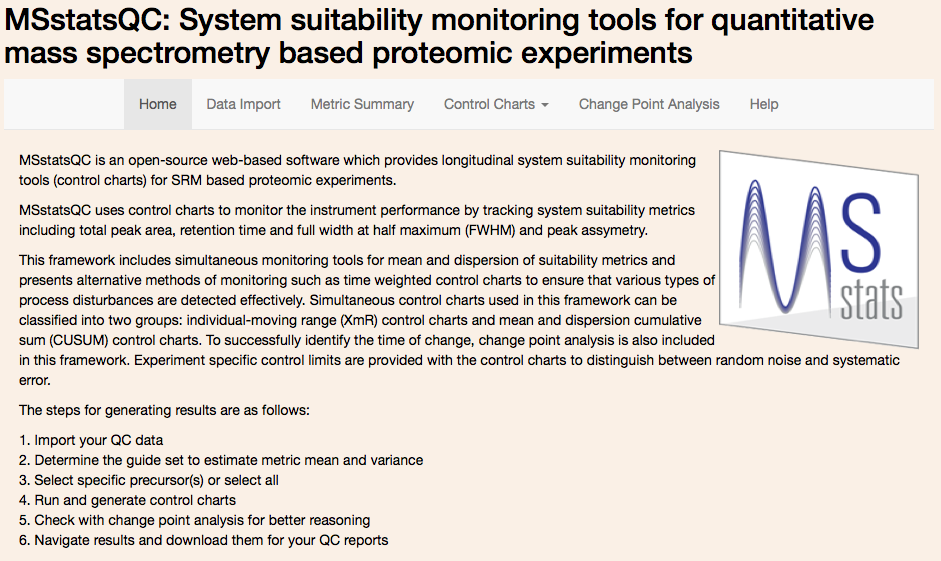 MSstatsQC: System suitability monitoring tools for quantitative
mass spectrometry based proteomic experiments
Home Data Import Metric Summary Control Charts Change Point Analysis Help
MSstatsQC is an open-source web-based software which provides longitudinal system suitability monitoring
tools (control charts) for SRM based proteomic experiments.
MSstatsQC uses control charts to monitor the instrument performance by tracking system suitability metrics
including total peak area, retention time and full width at half maximum (FWHM) and peak assymetry.
This framework includes simultaneous monitoring tools for mean and dispersion of suitability metrics and
presents alternative methods of monitoring such as time weighted control charts to ensure that various types of
process disturbances are detected effectively. Simultaneous control charts used in this framework can be
classified into two groups: individual-moving range (XmR) control charts and mean and dispersion cumulative
sum (CUSUM) control charts. To successfully identify the time of change, change point analysis is also included
in this framework. Experiment specific control limits are provided with the control charts to distinguish between random noise and systematic
error.
The steps for generating results are as follows:
1. Import your QC data
2. Determine the guide set to estimate metric mean and variance
3. Select specific precursor(s) or select all
4. Run and generate control charts
5. Check with change point analysis for better reasoning
6. Navigate results and download them for your QC reports
MS
stats